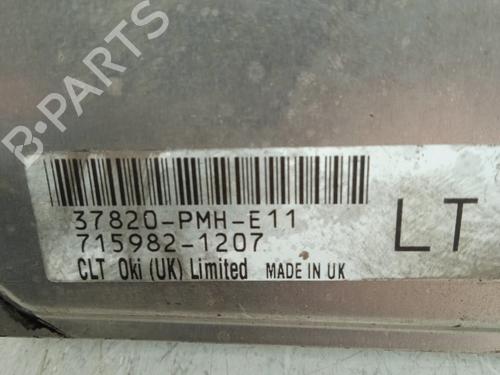 B-PARTS
37820-PMH-E11
715982-1207
LT
CLT Oki (UK) Limited MADE IN UK